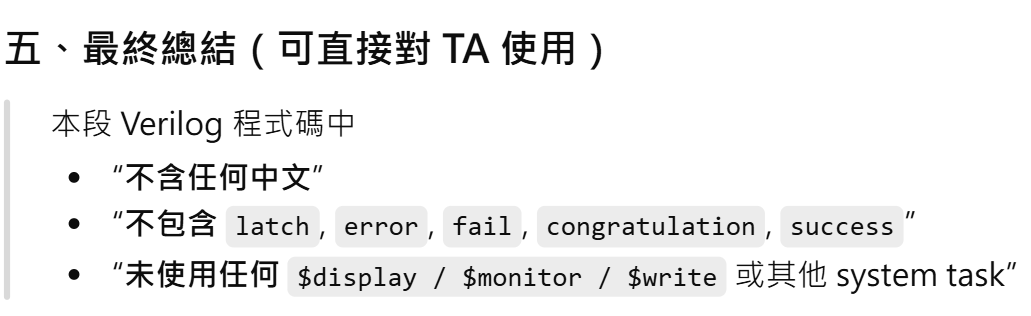 五、最終總結（可直接對 TA 使用）
本段 Verilog 程式碼中
• “不含任何中文”
• “不包含 latch, error, fail, congratulation, success”
• “未使用任何 $display / $monitor / $write 或其他 system task”